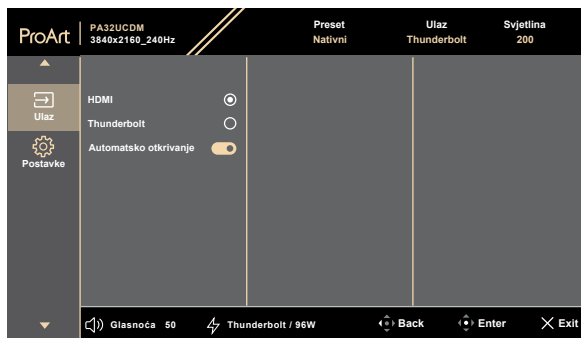 ProArt
PA32UCDM
3840x2160_240Hz
Preset
Nativni
Ulaz
Thunderbolt
Svjetlina
200
Ulaz
Postavke
HDMI
Thunderbolt
Automatsko otkrivanje
Glasnoća 50
Thunderbolt / 96W
Back
Enter
Exit